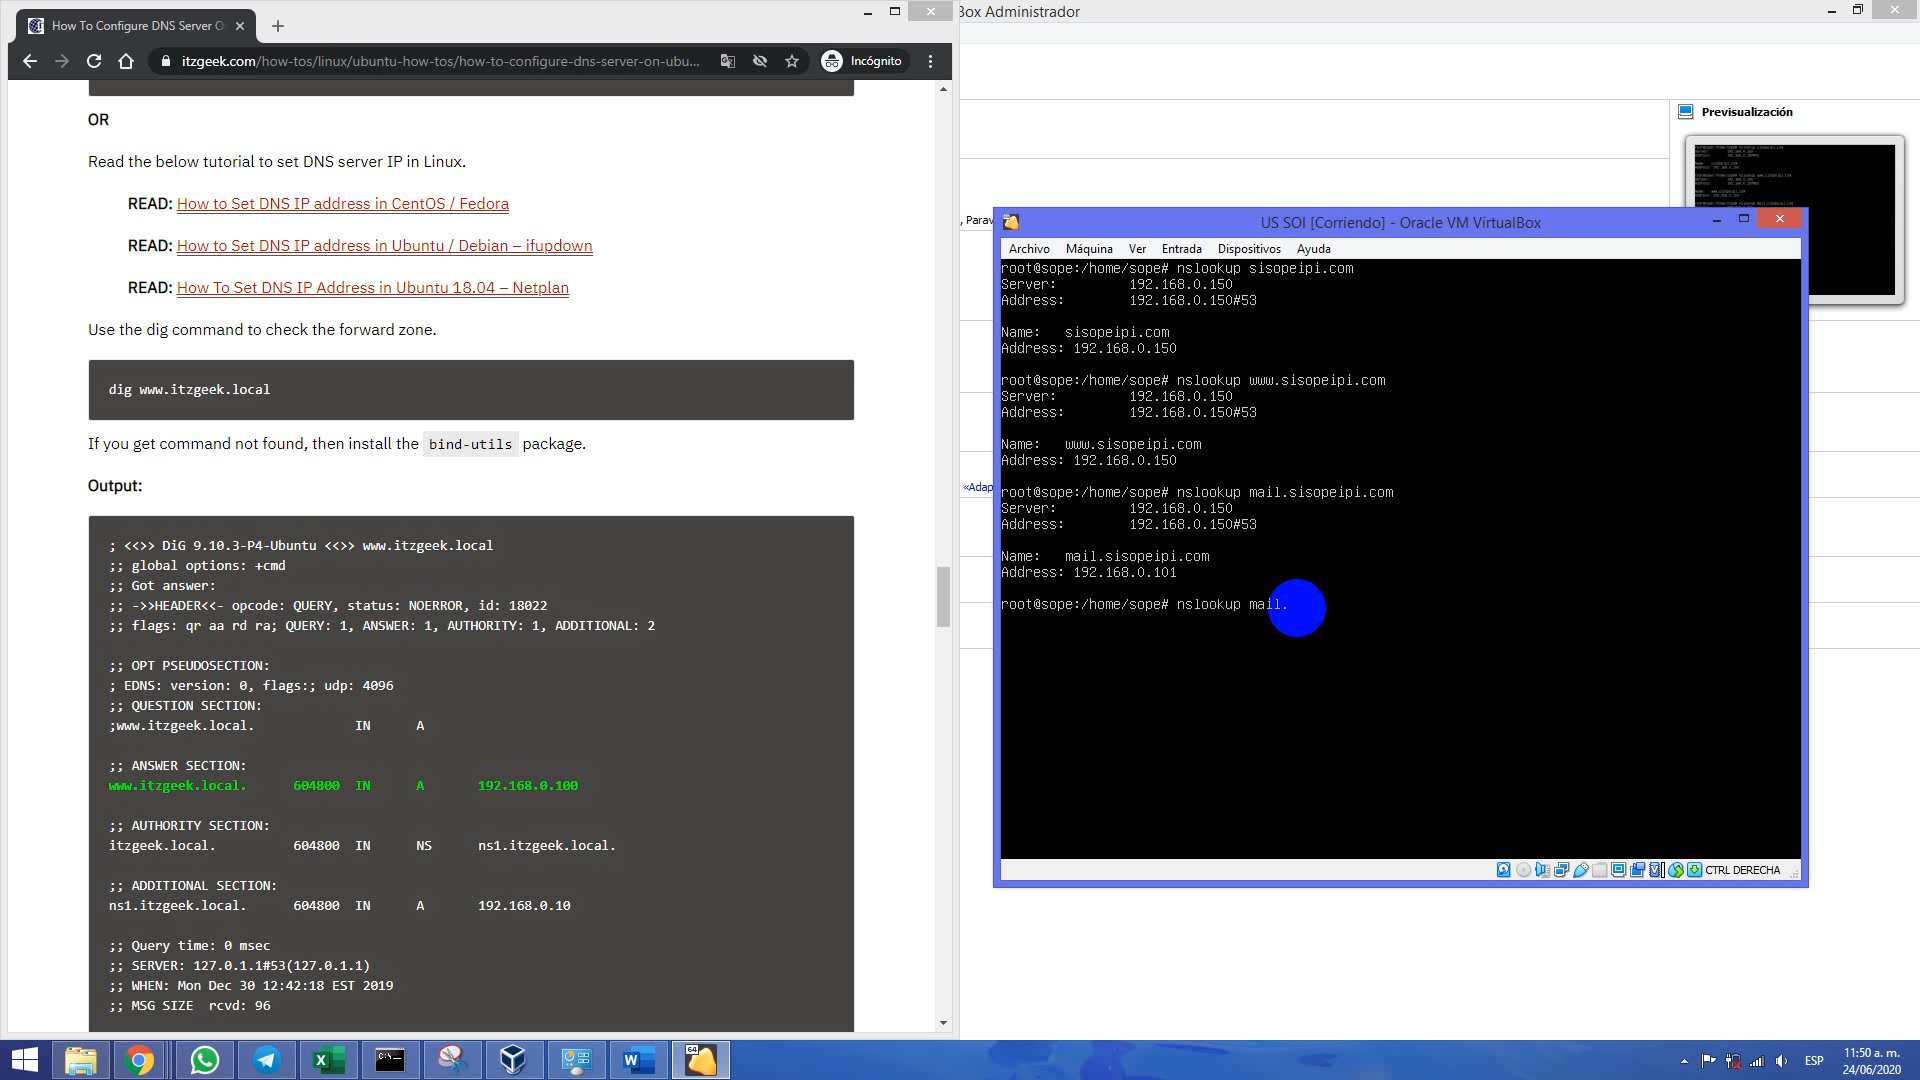 How To Configure DNS Server O
itzgeek.com/how-tos/linux/ubuntu-how-tos/how-to-configure-dns-server-on-ubu...
Incógnito
OR
Read the below tutorial to set DNS server IP in Linux.
READ: How to Set DNS IP address in CentOS / Fedora
READ: How to Set DNS IP address in Ubuntu / Debian – ifupdown
READ: How To Set DNS IP Address in Ubuntu 18.04 – Netplan
Use the dig command to check the forward zone.
dig www.itzgeek.local
If you get command not found, then install the bind-utils package.
Output:
; <<>> DiG 9.10.3-P4-Ubuntu <<>> www.itzgeek.local
;; global options: +cmd
;; Got answer:
;; ->>HEADER<<- opcode: QUERY, status: NOERROR, id: 18022
;; flags: qr aa rd ra; QUERY: 1, ANSWER: 1, AUTHORITY: 1, ADDITIONAL: 2
;; OPT PSEUDOSECTION:
; EDNS: version: 0, flags:; udp: 4096
;; QUESTION SECTION:
;www.itzgeek.local. IN A
;; ANSWER SECTION:
www.itzgeek.local. 604800 IN A 192.168.0.100
;; AUTHORITY SECTION:
itzgeek.local. 604800 IN NS ns1.itzgeek.local.
;; ADDITIONAL SECTION:
ns1.itzgeek.local. 604800 IN A 192.168.0.10
;; Query time: 0 msec
;; SERVER: 127.0.1.1#53(127.0.1.1)
;; WHEN: Mon Dec 30 12:42:18 EST 2019
;; MSG SIZE rcvd: 96
Box Administrador
Previsualización
, Parav
«Adap
US SOI [Corriendo] - Oracle VM VirtualBox
Archivo Máquina Ver Entrada Dispositivos Ayuda
root@sope:/home/sope# nslookup sisopeipi.com
Server: 192.168.0.150
Address: 192.168.0.150#53
Name: sisopeipi.com
Address: 192.168.0.150
root@sope:/home/sope# nslookup www.sisopeipi.com
Server: 192.168.0.150
Address: 192.168.0.150#53
Name: www.sisopeipi.com
Address: 192.168.0.150
root@sope:/home/sope# nslookup mail.sisopeipi.com
Server: 192.168.0.150
Address: 192.168.0.150#53
Name: mail.sisopeipi.com
Address: 192.168.0.101
root@sope:/home/sope# nslookup mail.
CTRL DERECHA
64
ESP
11:50 a. m.
24/06/2020